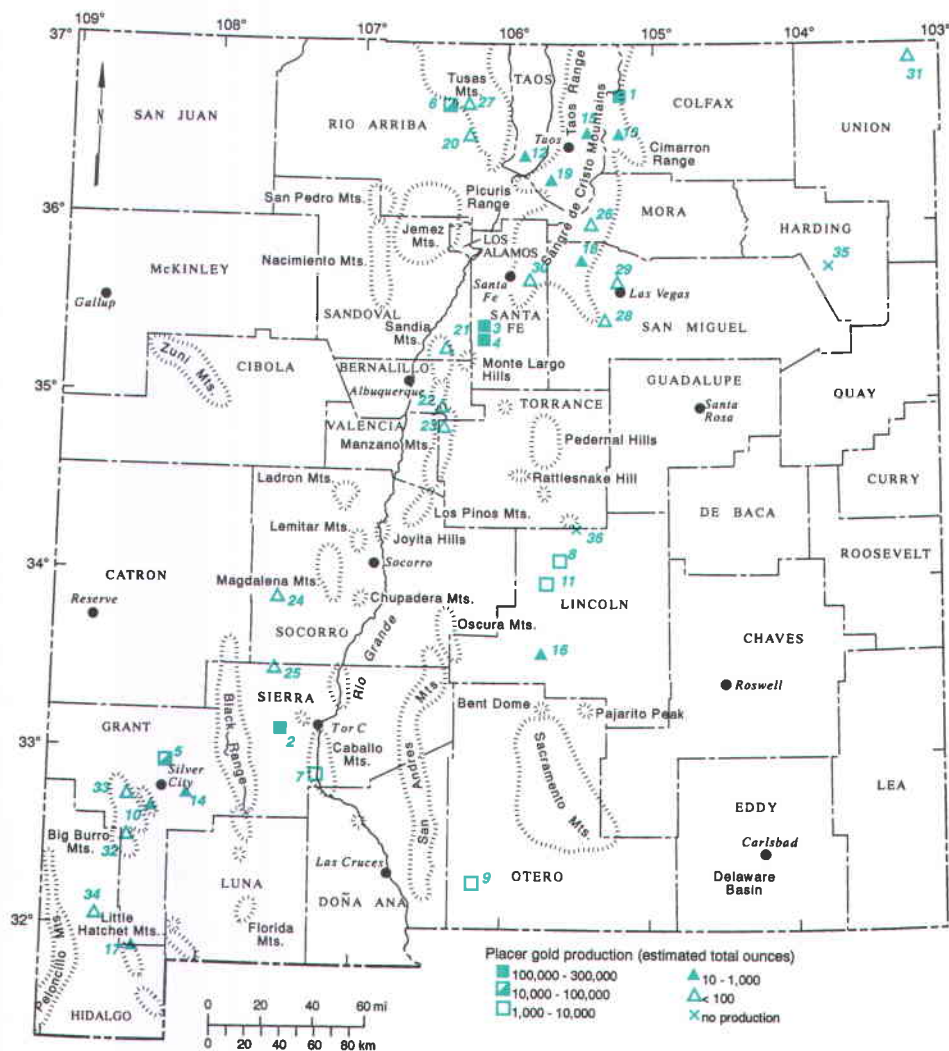 109°
108°
107°
106°
105°
104°
103°
37°
31
Tusas
Mts.
TAOS
Taos Range
1
6
27
COLFAX
SAN JUAN
RIO ARRIBA
UNION
15
15
20
Taos
12
Cimarron
Range
N
19
Sangre de Cristo Mountains
Picuris
Range
San Pedro Mts.
36°
MORA
26
HARDING
Jemez
Mts.
LOS
ALAMOS
18
35
McKINLEY
Nacimiento Mts.
30
29
Santa
Fe
Las Vegas
Gallup
SANDOVAL
SANTA
FE
28
SAN MIGUEL
Sandia
Mts.
21
3
4
Zuni Mts.
CIBOLA
Monte Largo
Hills
35°
BERNALILLO
GUADALUPE
QUAY
Albuquerque
22
TORRANCE
Santa
Rosa
VALENCIA
23
Manzano Mts.
Pedernal Hills
Ladron Mts.
Rattlesnake Hill
CURRY
Los Pinos Mts.
DE BACA
Lemitar Mts.
Joyita Hills
36
ROOSEVELT
34°
Socorro
8
CATRON
Magdalena Mts.
11
Reserve
24
Chupadera Mts.
LINCOLN
SOCORRO
Oscura Mts.
CHAVES
Rio Grande
16
25
Roswell
SIERRA
Bent Dome
Pajarito Peak
Black Range
T or C
GRANT
2
33°
5
Caballo
Mts.
San Andres Mts
Sacramento Mts.
Silver
City
7
LEA
33
14
10
EDDY
Big Burro
Mts.
32
Carlsbad
Las Cruces
LUNA
9
OTERO
Delaware
Basin
34
DOÑA ANA
32°
Little
Hatchet Mts.
Florida
Mts.
17
Peloncillo Mts
HIDALGO
Placer gold production (estimated total ounces)
100,000 - 300,000
10 - 1,000
10,000 - 100,000
< 100
1,000 - 10,000
no production
0 20 40 60 mi
0 20 40 60 80 km